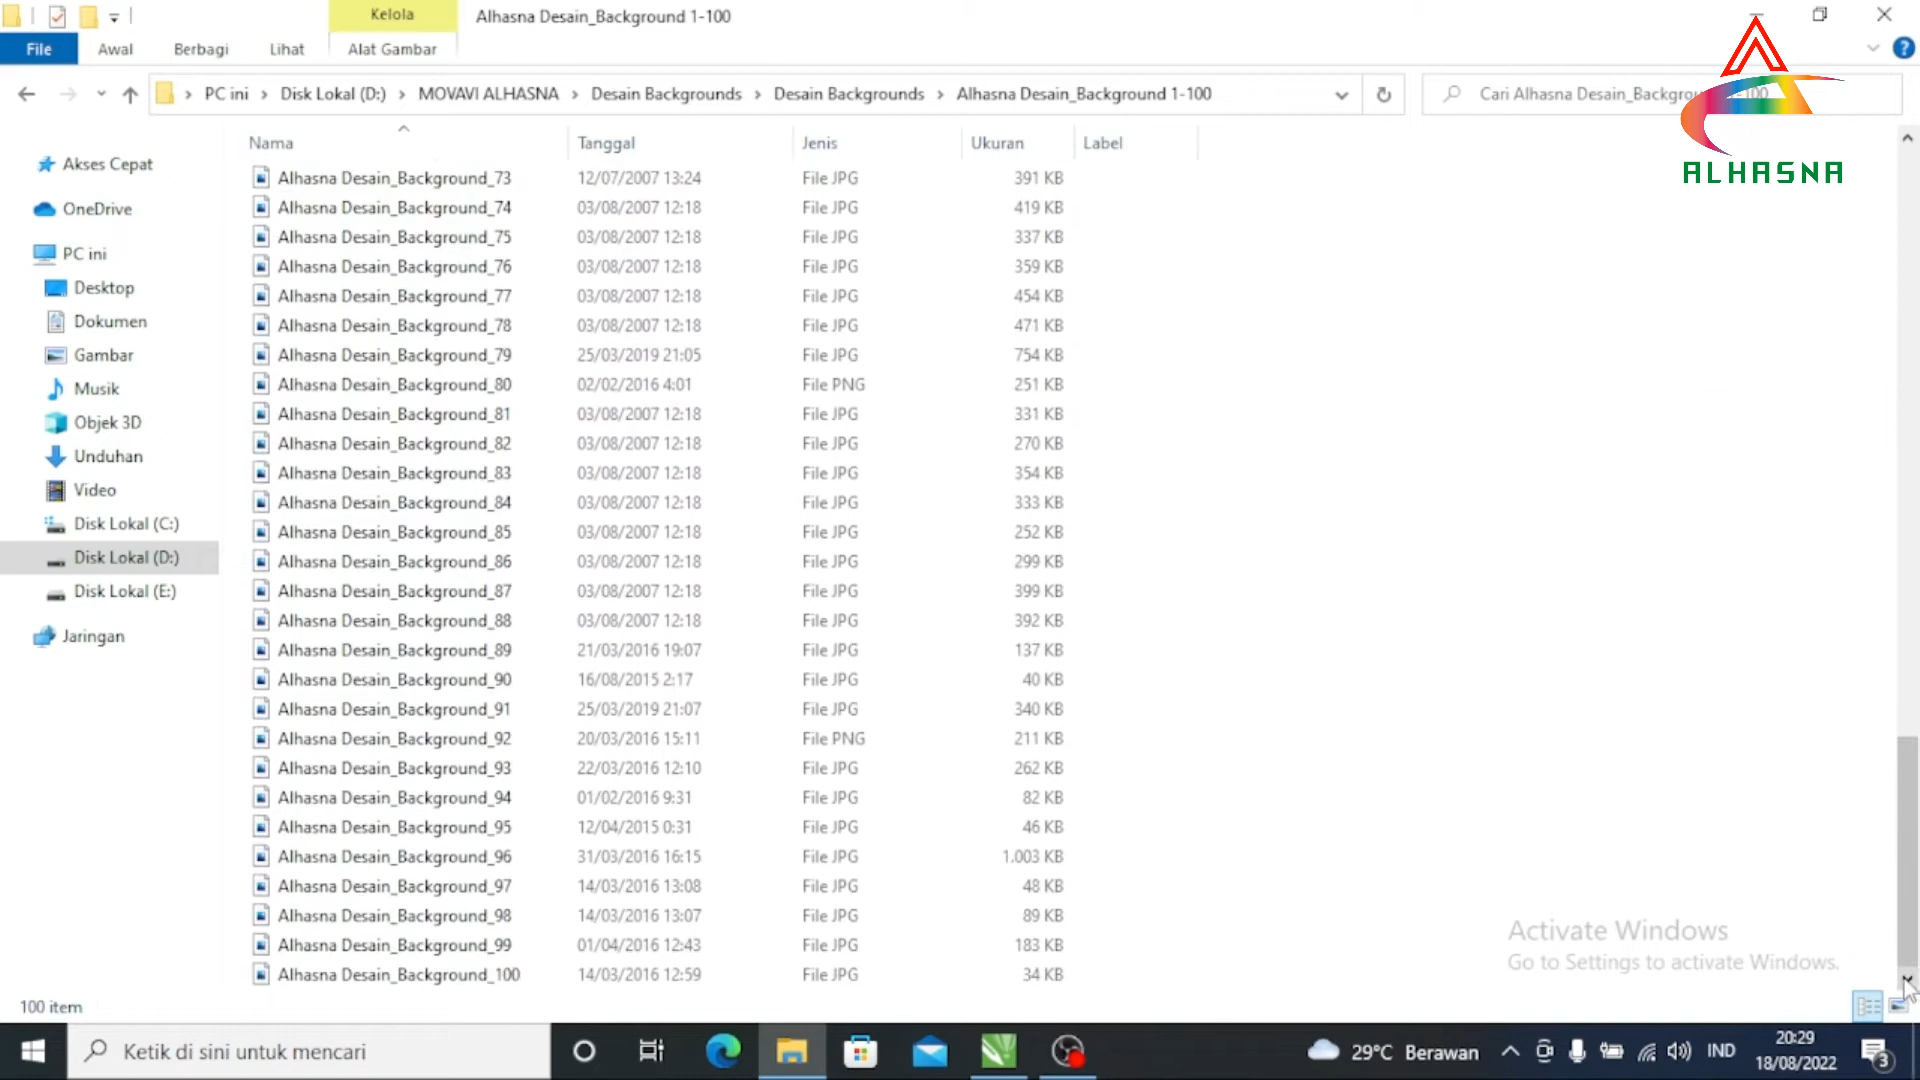 Kelola
Alhasna Desain_Background 1-100
File Awal Berbagi Lihat Alat Gambar
PC ini Disk Lokal (D:) MOVAVI ALHASNA Desain Backgrounds Desain Backgrounds Alhasna Desain_Background 1-100
Cari Alhasna Desain_Background 1-100
ALHASNA
Nama Tanggal Jenis Ukuran Label
Akses Cepat
OneDrive
PC ini
Desktop
Dokumen
Gambar
Musik
Objek 3D
Unduhan
Video
Disk Lokal (C:)
Disk Lokal (D:)
Disk Lokal (E:)
Jaringan
Alhasna Desain_Background_73 12/07/2007 13:24 File JPG 391 KB
Alhasna Desain_Background_74 03/08/2007 12:18 File JPG 419 KB
Alhasna Desain_Background_75 03/08/2007 12:18 File JPG 337 KB
Alhasna Desain_Background_76 03/08/2007 12:18 File JPG 359 KB
Alhasna Desain_Background_77 03/08/2007 12:18 File JPG 454 KB
Alhasna Desain_Background_78 03/08/2007 12:18 File JPG 471 KB
Alhasna Desain_Background_79 25/03/2019 21:05 File JPG 754 KB
Alhasna Desain_Background_80 02/02/2016 4:01 File PNG 251 KB
Alhasna Desain_Background_81 03/08/2007 12:18 File JPG 331 KB
Alhasna Desain_Background_82 03/08/2007 12:18 File JPG 270 KB
Alhasna Desain_Background_83 03/08/2007 12:18 File JPG 354 KB
Alhasna Desain_Background_84 03/08/2007 12:18 File JPG 333 KB
Alhasna Desain_Background_85 03/08/2007 12:18 File JPG 252 KB
Alhasna Desain_Background_86 03/08/2007 12:18 File JPG 299 KB
Alhasna Desain_Background_87 03/08/2007 12:18 File JPG 399 KB
Alhasna Desain_Background_88 03/08/2007 12:18 File JPG 392 KB
Alhasna Desain_Background_89 21/03/2016 19:07 File JPG 137 KB
Alhasna Desain_Background_90 16/08/2015 2:17 File JPG 40 KB
Alhasna Desain_Background_91 25/03/2019 21:07 File JPG 340 KB
Alhasna Desain_Background_92 20/03/2016 15:11 File PNG 211 KB
Alhasna Desain_Background_93 22/03/2016 12:10 File JPG 262 KB
Alhasna Desain_Background_94 01/02/2016 9:31 File JPG 82 KB
Alhasna Desain_Background_95 12/04/2015 0:31 File JPG 46 KB
Alhasna Desain_Background_96 31/03/2016 16:15 File JPG 1.003 KB
Alhasna Desain_Background_97 14/03/2016 13:08 File JPG 48 KB
Alhasna Desain_Background_98 14/03/2016 13:07 File JPG 89 KB
Alhasna Desain_Background_99 01/04/2016 12:43 File JPG 183 KB
Alhasna Desain_Background_100 14/03/2016 12:59 File JPG 34 KB
Activate Windows
Go to Settings to activate Windows.
100 item
Ketik di sini untuk mencari
29°C Berawan
IND
20:29
18/08/2022
3